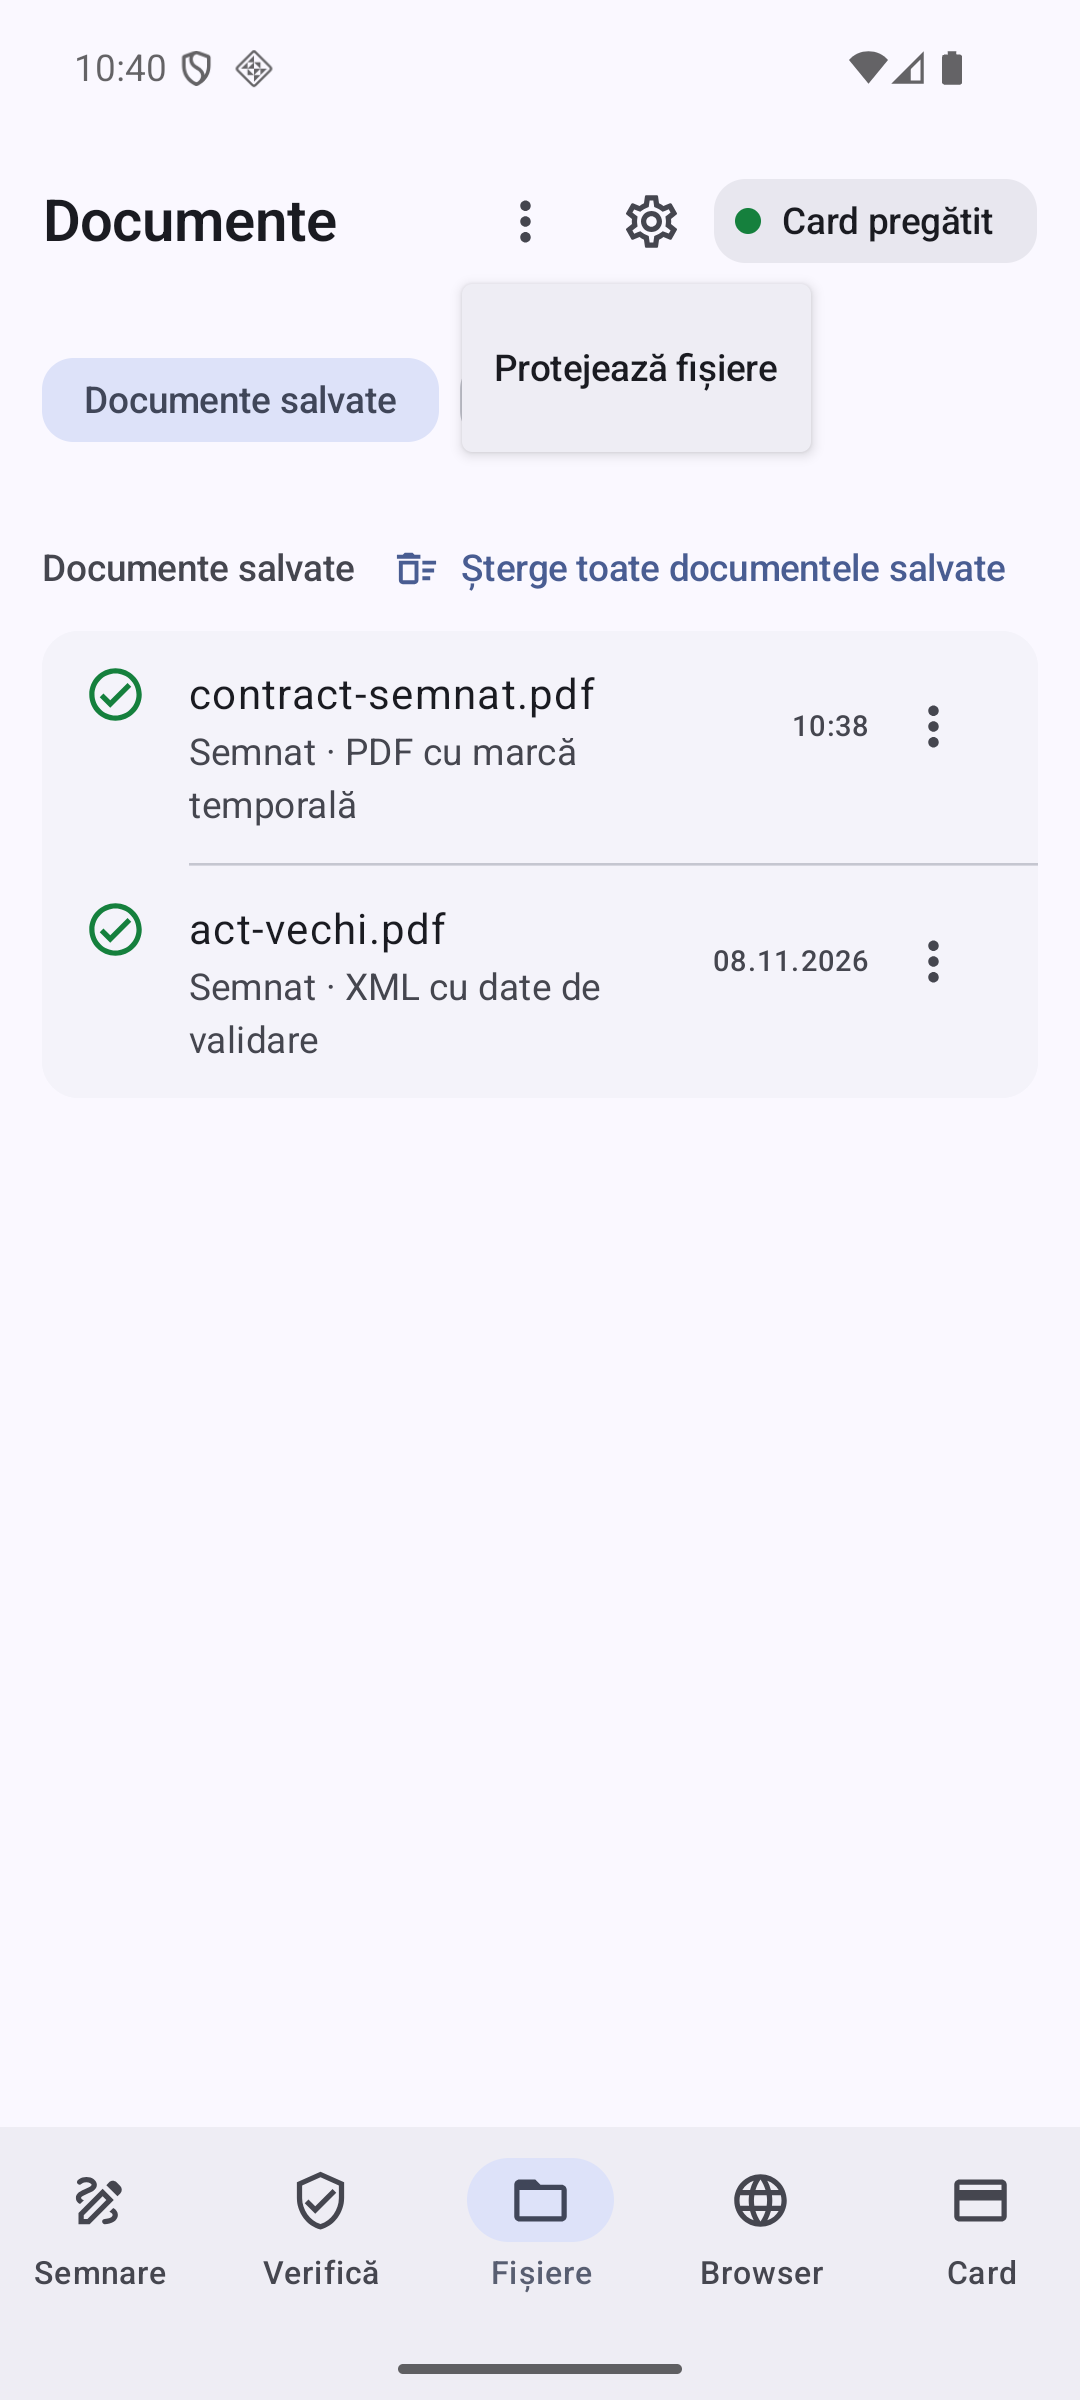 10:40
Documente
Card pregătit
Protejează fișiere
Documente salvate
Documente salvate
Șterge toate documentele salvate
contract-semnat.pdf
Semnat · PDF cu marcă
temporală
10:38
act-vechi.pdf
Semnat · XML cu date de
validare
08.11.2026
Semnare
Verifică
Fișiere
Browser
Card